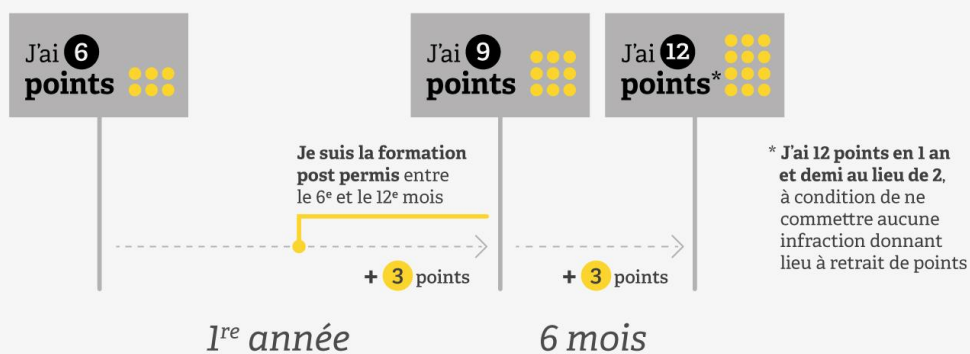 J'ai 6
points
J'ai 9
points
J'ai 12
points*
Je suis la formation
post permis entre
le 6ᵉ et le 12ᵉ mois
* J'ai 12 points en 1 an
et demi au lieu de 2,
à condition de ne
commettre aucune
infraction donnant
lieu à retrait de points
+ 3 points
+ 3 points
1ʳᵉ année
6 mois